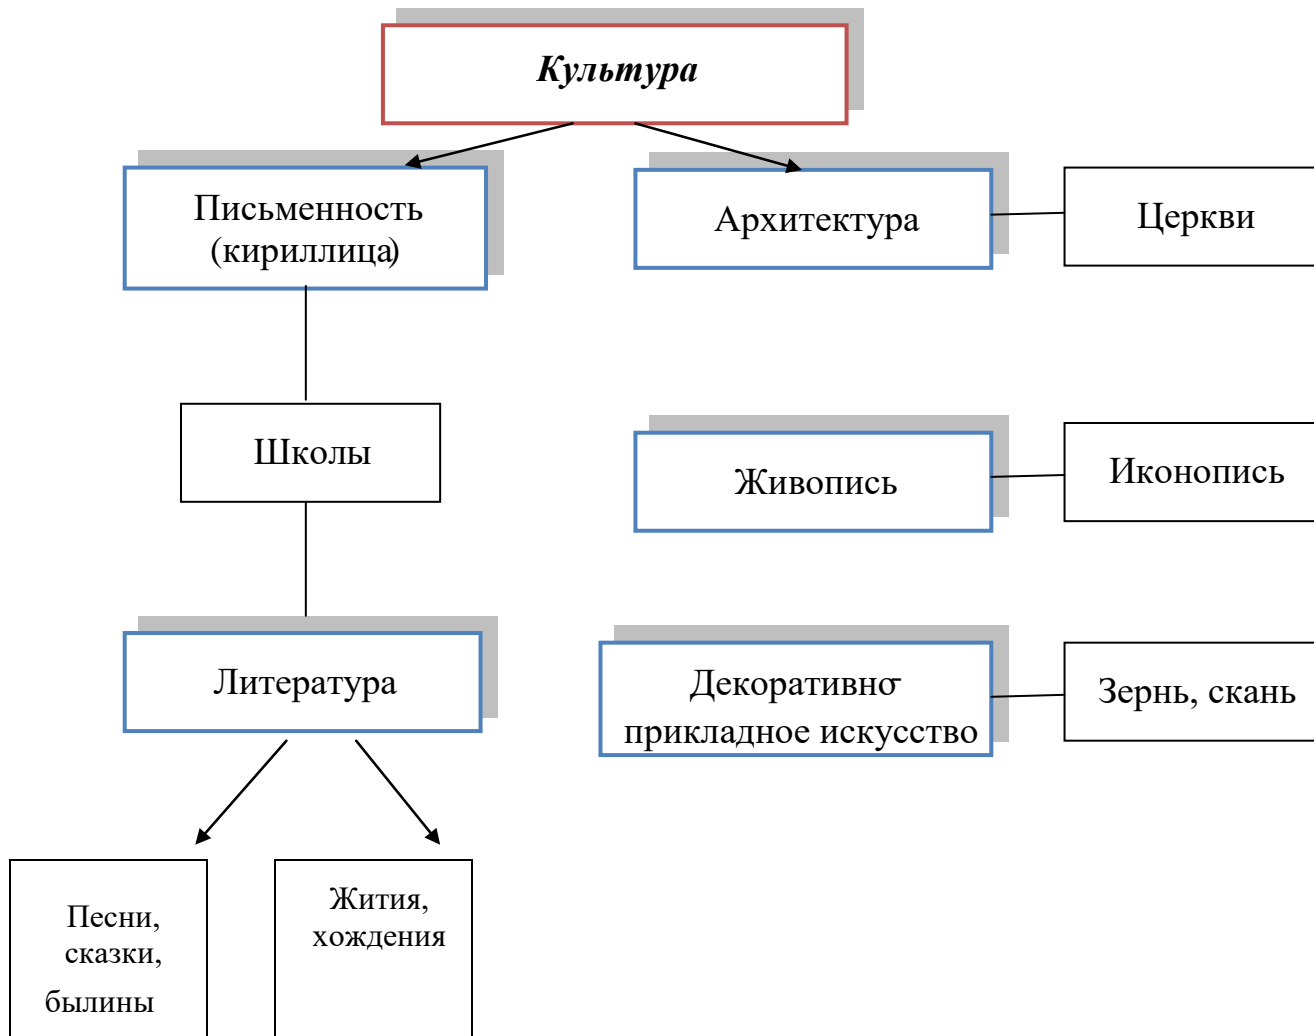 Культура
Письменность
(кириллица)
Архитектура
Церкви
Школы
Живопись
Иконопись
Литература
Декоративно-
прикладное искусство
Зернь, скань
Песни,
сказки,
былины
Жития,
хождения